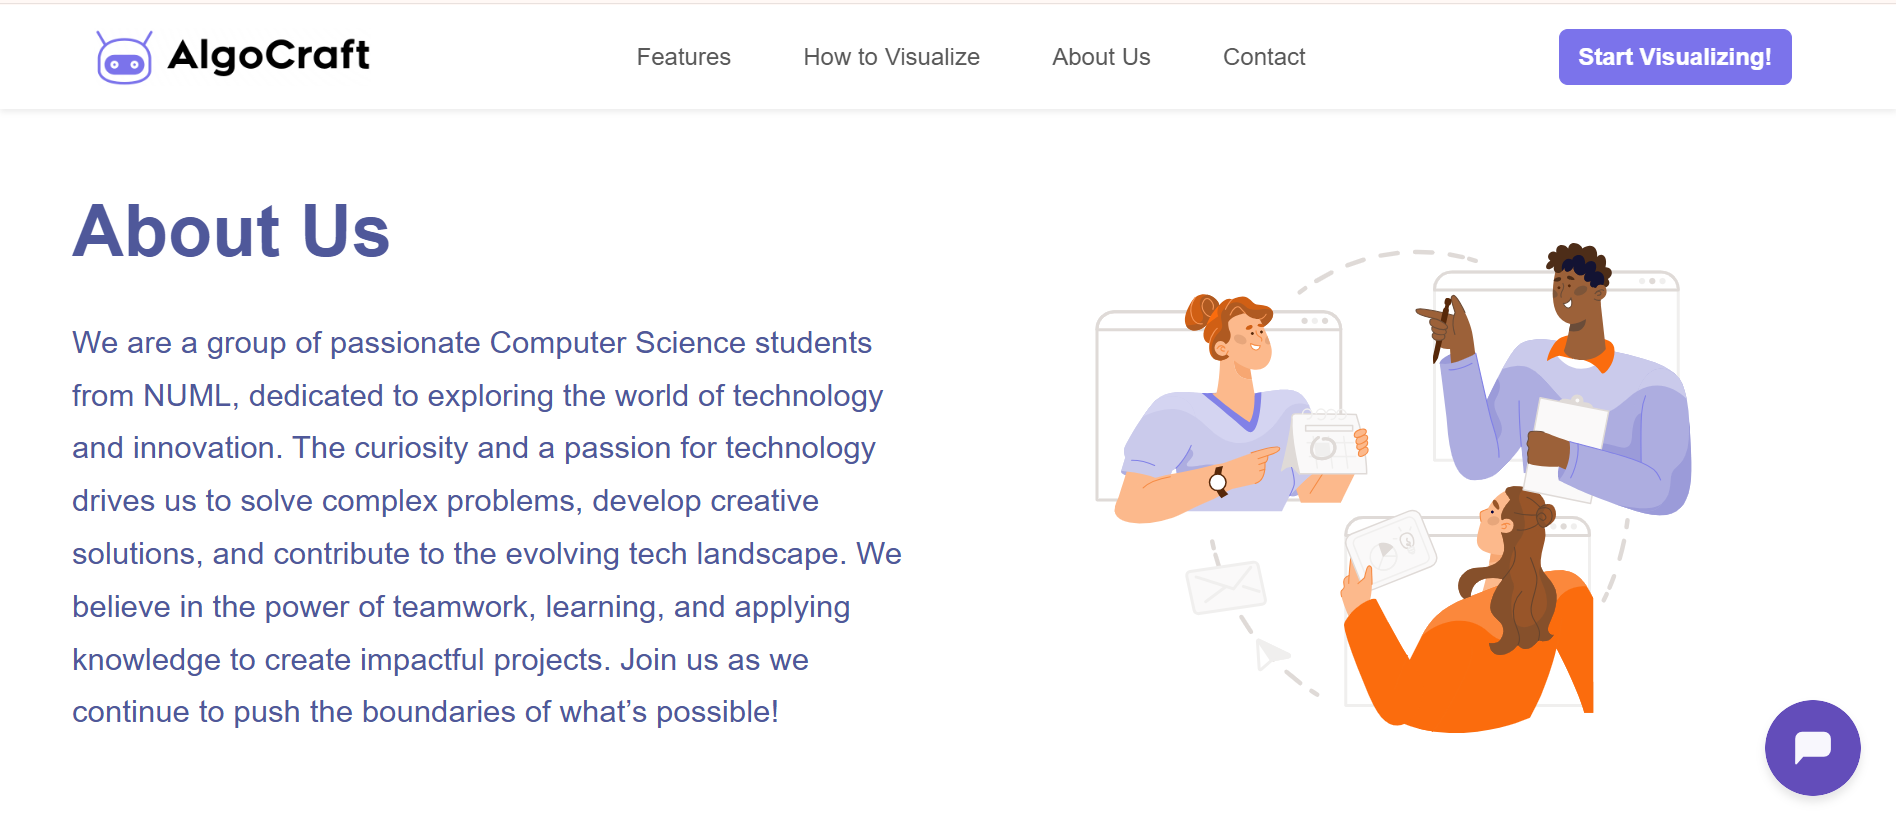 AlgoCraft
Features
How to Visualize
About Us
Contact
Start Visualizing!
About Us
We are a group of passionate Computer Science students
from NUML, dedicated to exploring the world of technology
and innovation. The curiosity and a passion for technology
drives us to solve complex problems, develop creative
solutions, and contribute to the evolving tech landscape. We
believe in the power of teamwork, learning, and applying
knowledge to create impactful projects. Join us as we
continue to push the boundaries of what’s possible!